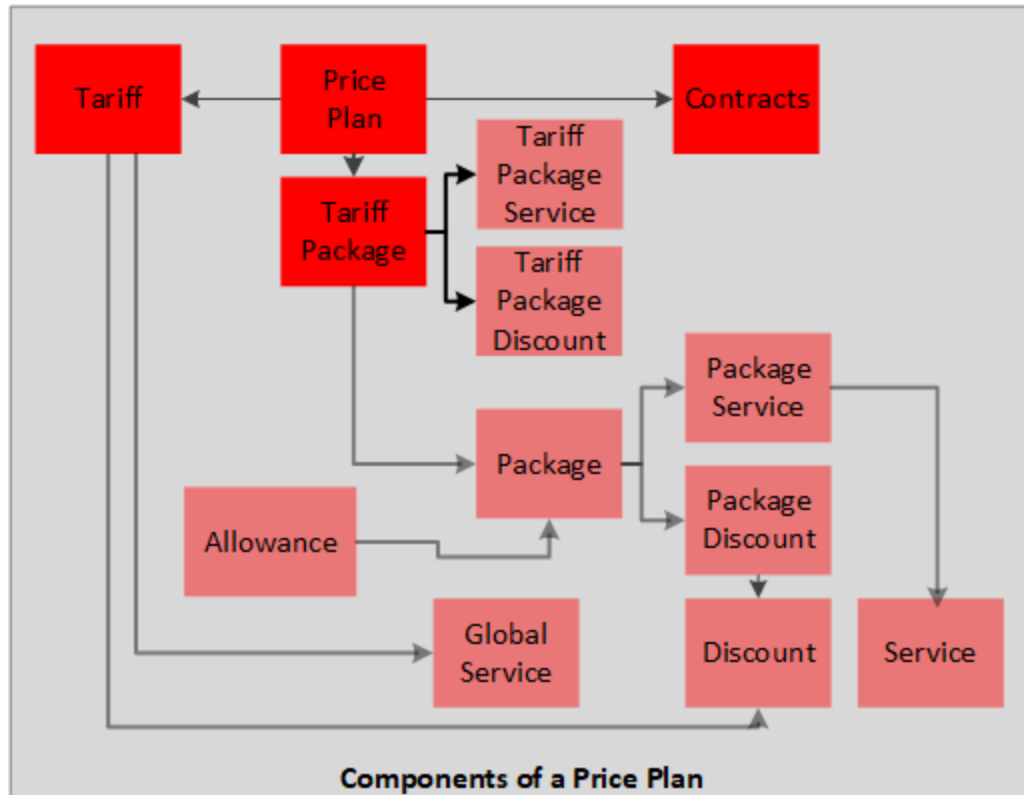 Tariff
Price
Plan
Contracts
Tariff
Package
Service
Tariff
Package
Tariff
Package
Discount
Package
Service
Package
Package
Discount
Allowance
Global
Service
Discount
Service
Components of a Price Plan